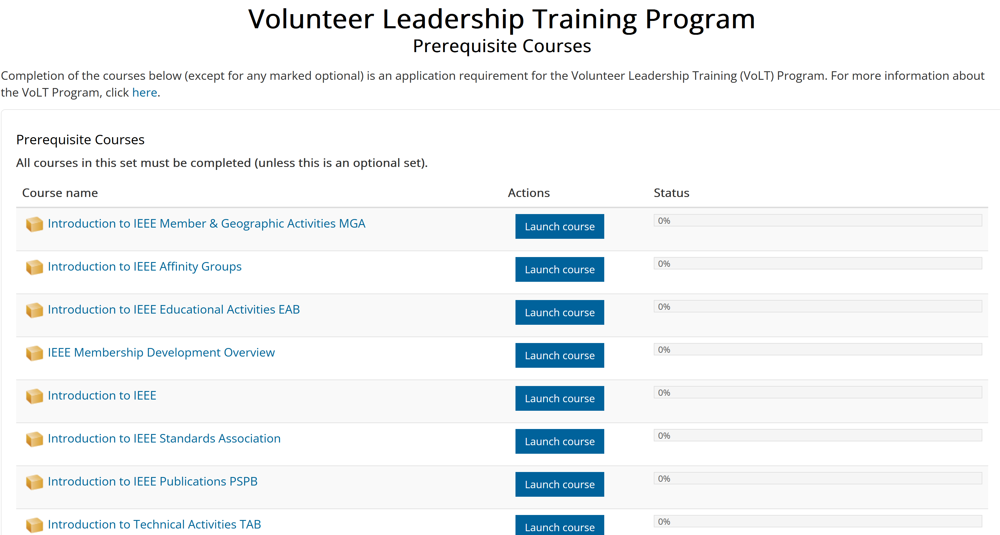 Volunteer Leadership Training Program
Prerequisite Courses
Completion of the courses below (except for any marked optional) is an application requirement for the Volunteer Leadership Training (VoLT) Program. For more information about
the VoLT Program, click here.
Prerequisite Courses
All courses in this set must be completed (unless this is an optional set).
Course name Actions Status
Introduction to IEEE Member & Geographic Activities MGA Launch course 0%
Introduction to IEEE Affinity Groups Launch course 0%
Introduction to IEEE Educational Activities EAB Launch course 0%
IEEE Membership Development Overview Launch course 0%
Introduction to IEEE Launch course 0%
Introduction to IEEE Standards Association Launch course 0%
Introduction to IEEE Publications PSPB Launch course 0%
Introduction to Technical Activities TAB Launch course 0%